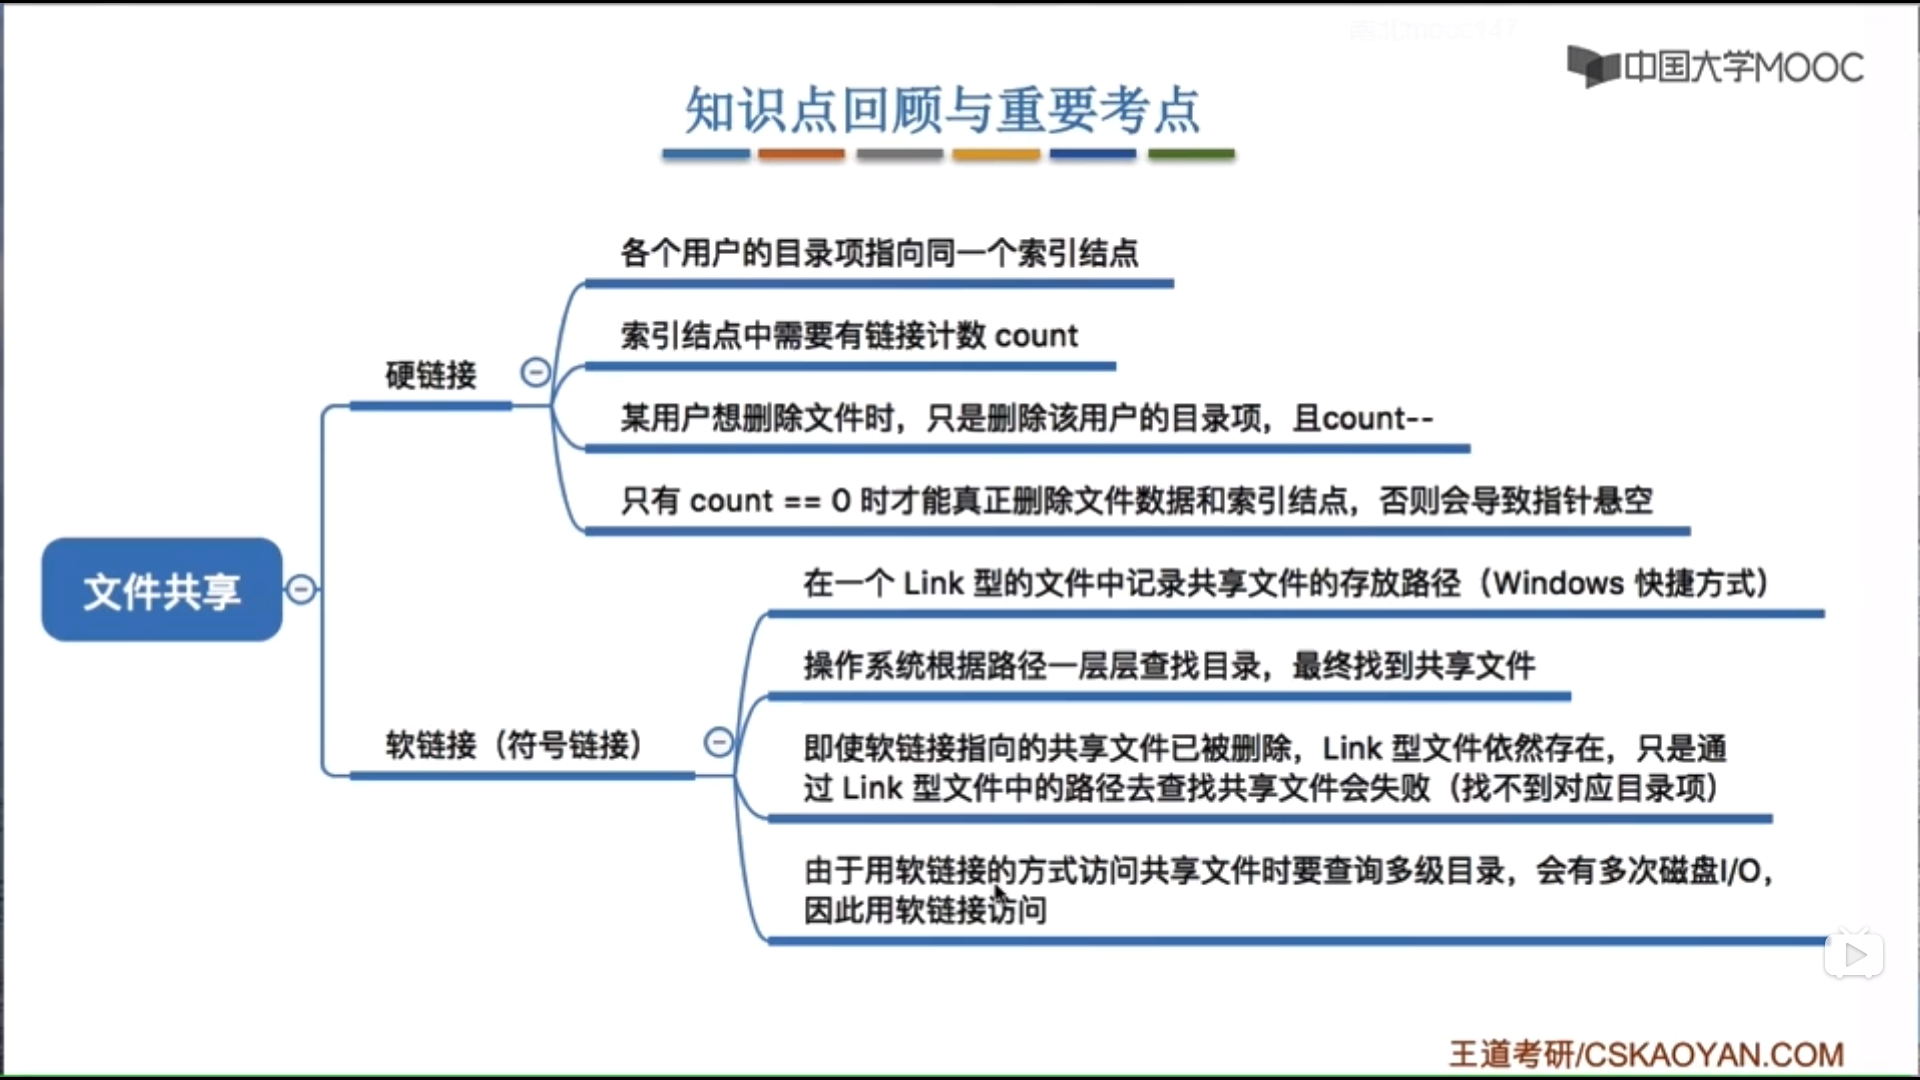 中国大学MOOC
知识点回顾与重要考点
各个用户的目录项指向同一个索引结点
索引结点中需要有链接计数 count
硬链接
某用户想删除文件时，只是删除该用户的目录项，且count--
只有 count == 0 时才能真正删除文件数据和索引结点，否则会导致指针悬空
文件共享
在一个 Link 型的文件中记录共享文件的存放路径（Windows 快捷方式）
操作系统根据路径一层层查找目录，最终找到共享文件
软链接（符号链接）
即使软链接指向的共享文件已被删除，Link 型文件依然存在，只是通
过 Link 型文件中的路径去查找共享文件会失败（找不到对应目录项）
由于用软链接的方式访问共享文件时要查询多级目录，会有多次磁盘I/O，
因此用软链接访问
王道考研/CSKAOYAN.COM